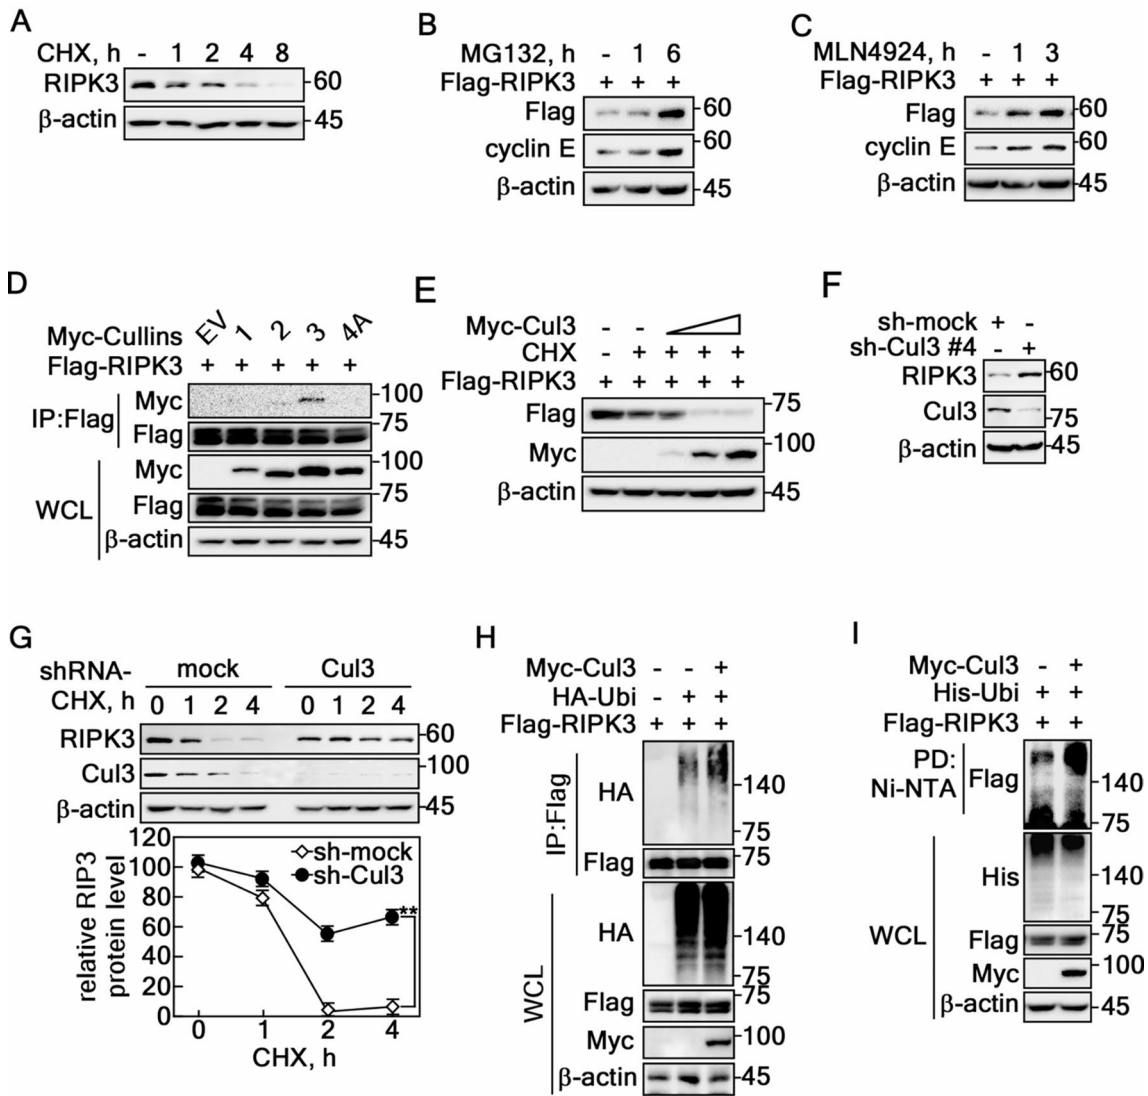 A
CHX, h - 1 2 4 8
RIPK3 60
β-actin 45
B
MG132, h - 1 6
Flag-RIPK3 + + +
Flag 60
cyclin E 60
β-actin 45
C
MLN4924, h - 1 3
Flag-RIPK3 + + +
Flag 60
cyclin E 60
β-actin 45
D
Myc-Cullins EV 1 2 3 4A
Flag-RIPK3 + + + + +
IP:Flag
Myc 100
Flag 75
WCL
Myc 100
Flag 75
β-actin 45
E
Myc-Cul3 - -
CHX - + + + +
Flag-RIPK3 + + + + +
Flag 75
Myc 100
β-actin 45
F
sh-mock + -
sh-Cul3 #4 - +
RIPK3 60
Cul3 75
β-actin 45
G
shRNA- mock Cul3
CHX, h 0 1 2 4 0 1 2 4
RIPK3 60
Cul3 100
β-actin 45
relative RIP3
protein level
120
100
80
60
40
20
0
sh-mock
sh-Cul3
**
0 1 2 4
CHX, h
H
Myc-Cul3 - - +
HA-Ubi - + +
Flag-RIPK3 + + +
IP:Flag
HA 140
75
Flag 75
WCL
HA 140
75
Flag 75
Myc 100
β-actin 45
I
Myc-Cul3 - +
His-Ubi + +
Flag-RIPK3 + +
PD:
Ni-NTA
Flag 140
75
WCL
His 140
75
Flag 75
Myc 100
β-actin 45